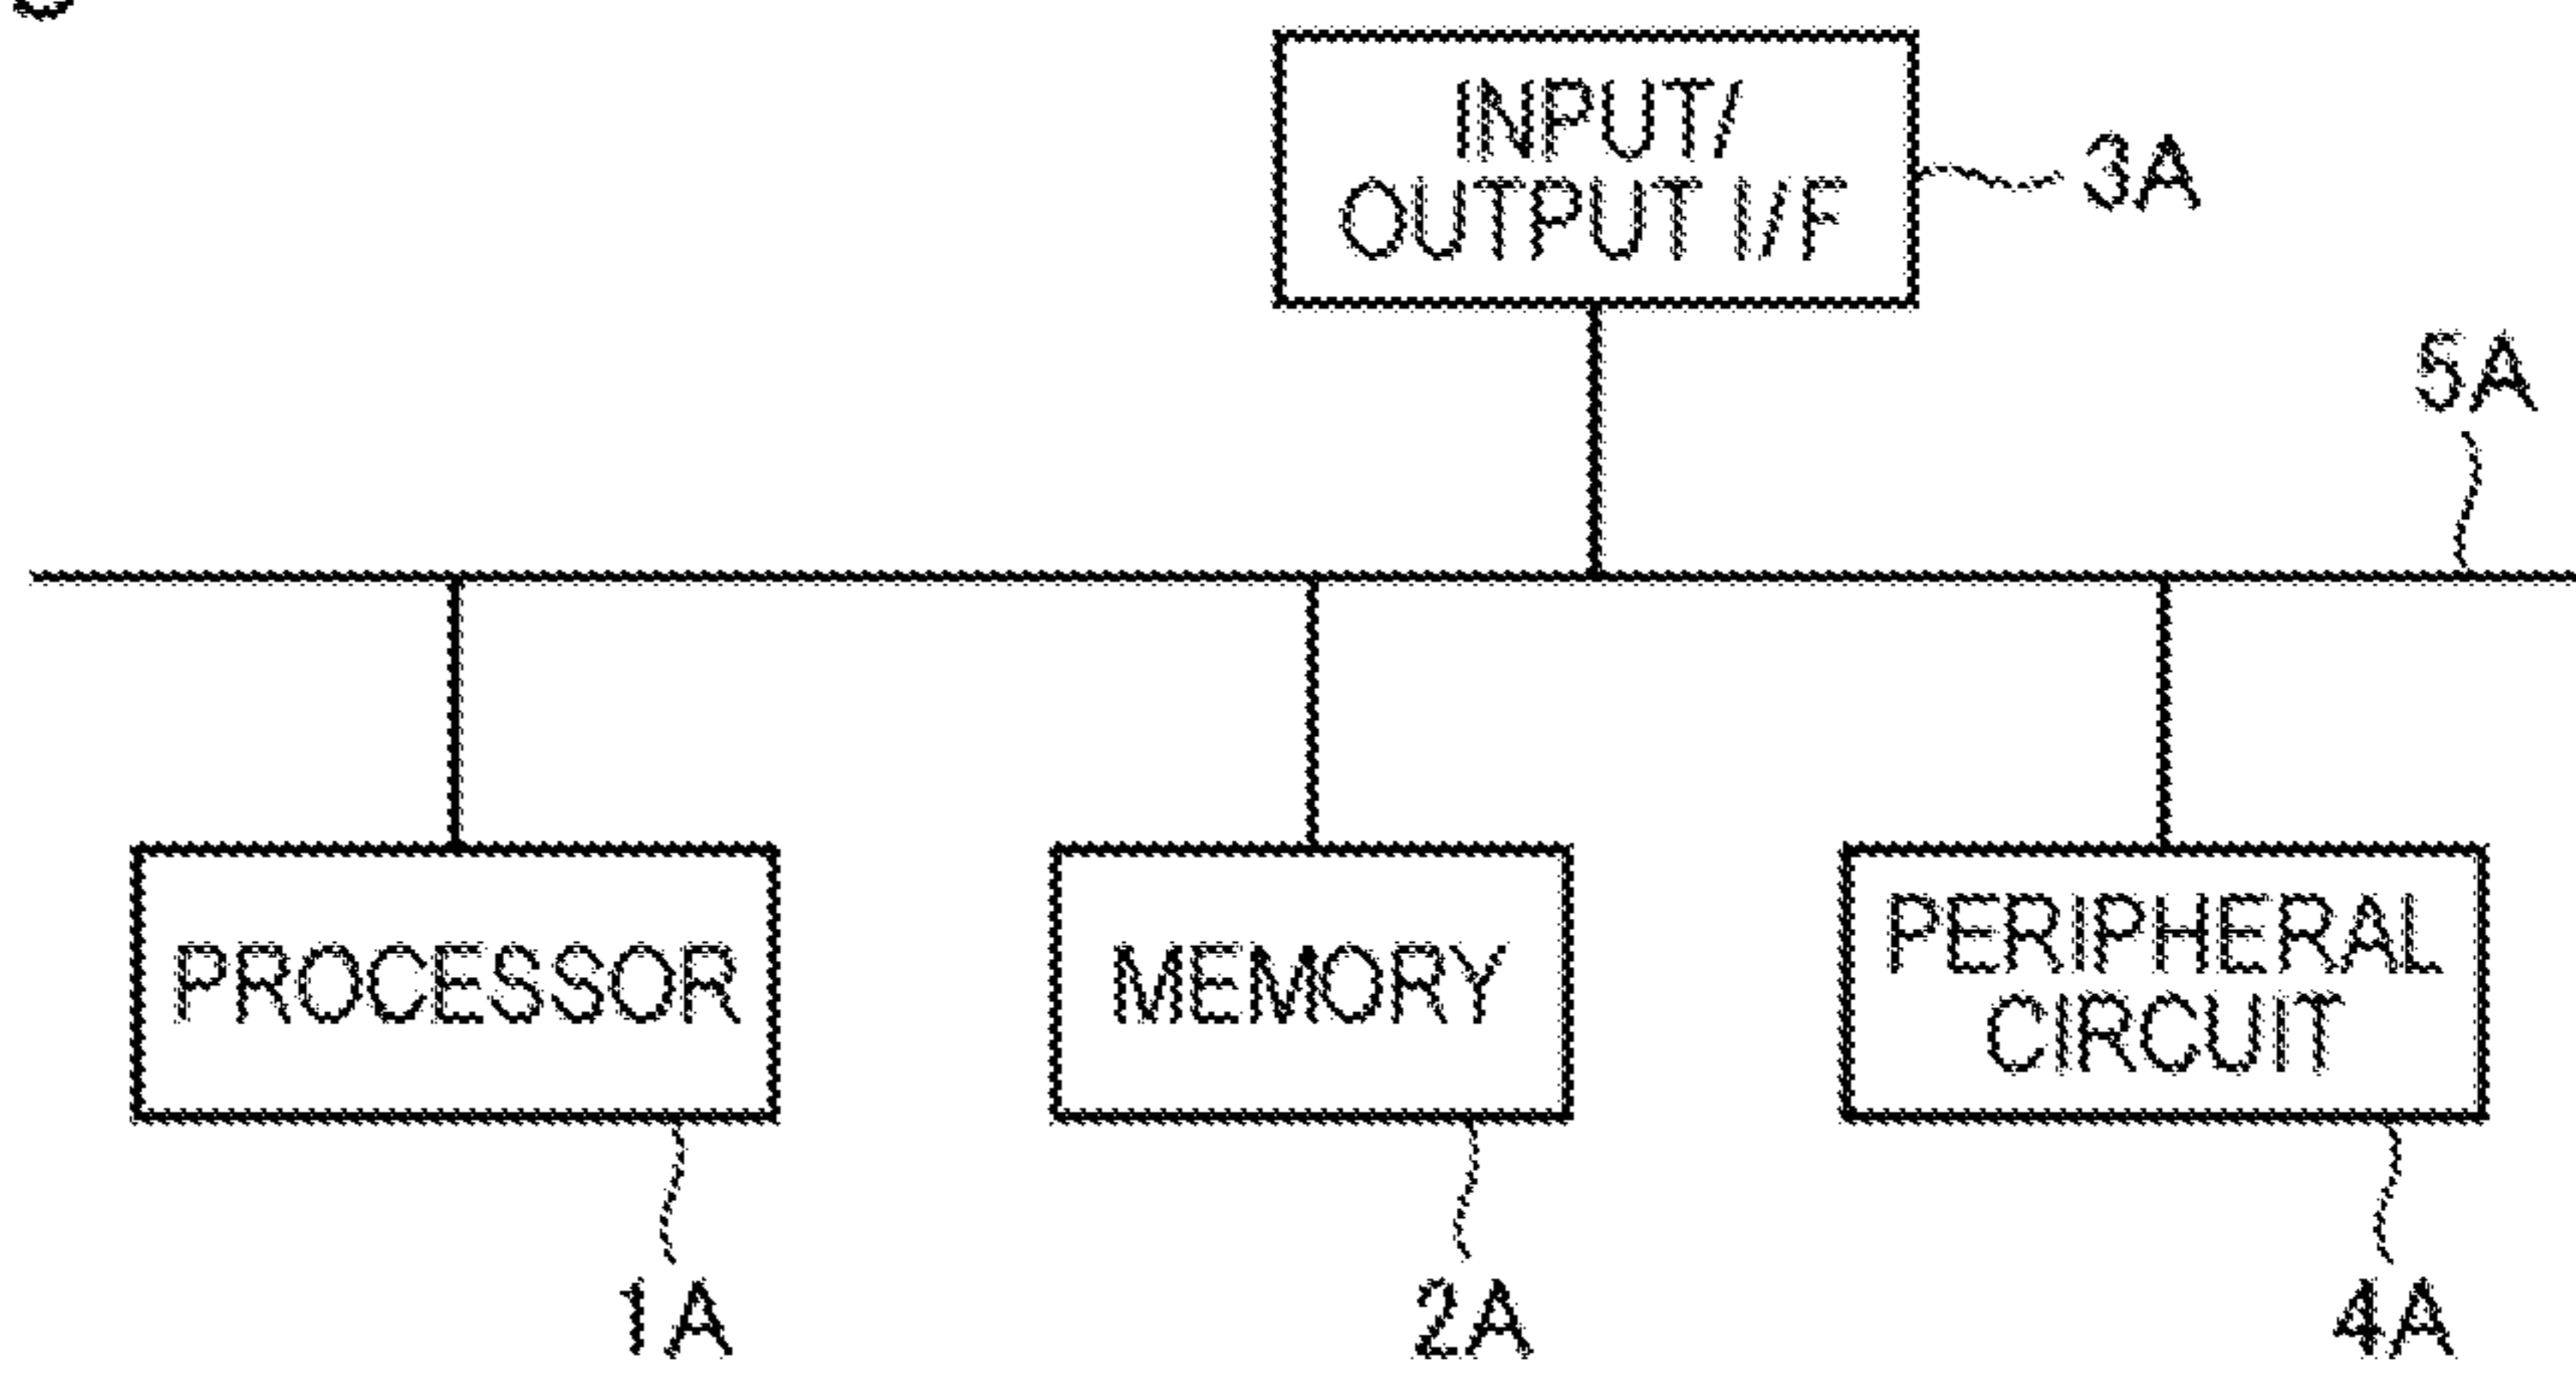 INPUT/
OUTPUT I/F
3A
5A
PROCESSOR
MEMORY
PERIPHERAL
CIRCUIT
1A
2A
4A